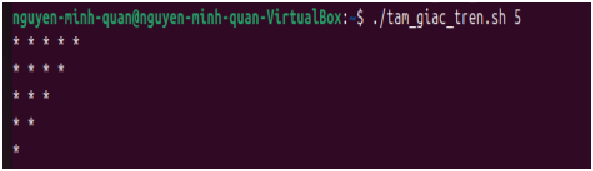 nguyen-minh-quan@nguyen-minh-quan-VirtualBox:~$ ./tam_giac_tren.sh 5
* * * * *
* * * *
* * *
* *
*